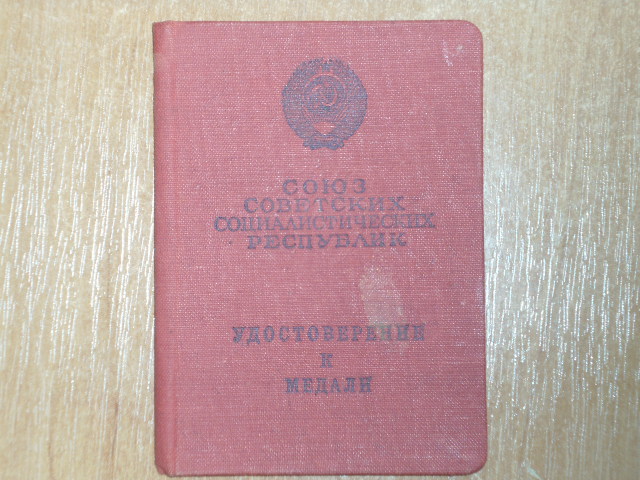 СОЮЗ
СОВЕТСКИХ
СОЦИАЛИСТИЧЕСКИХ
РЕСПУБЛИК
УДОСТОВЕРЕНИЕ
К
МЕДАЛИ